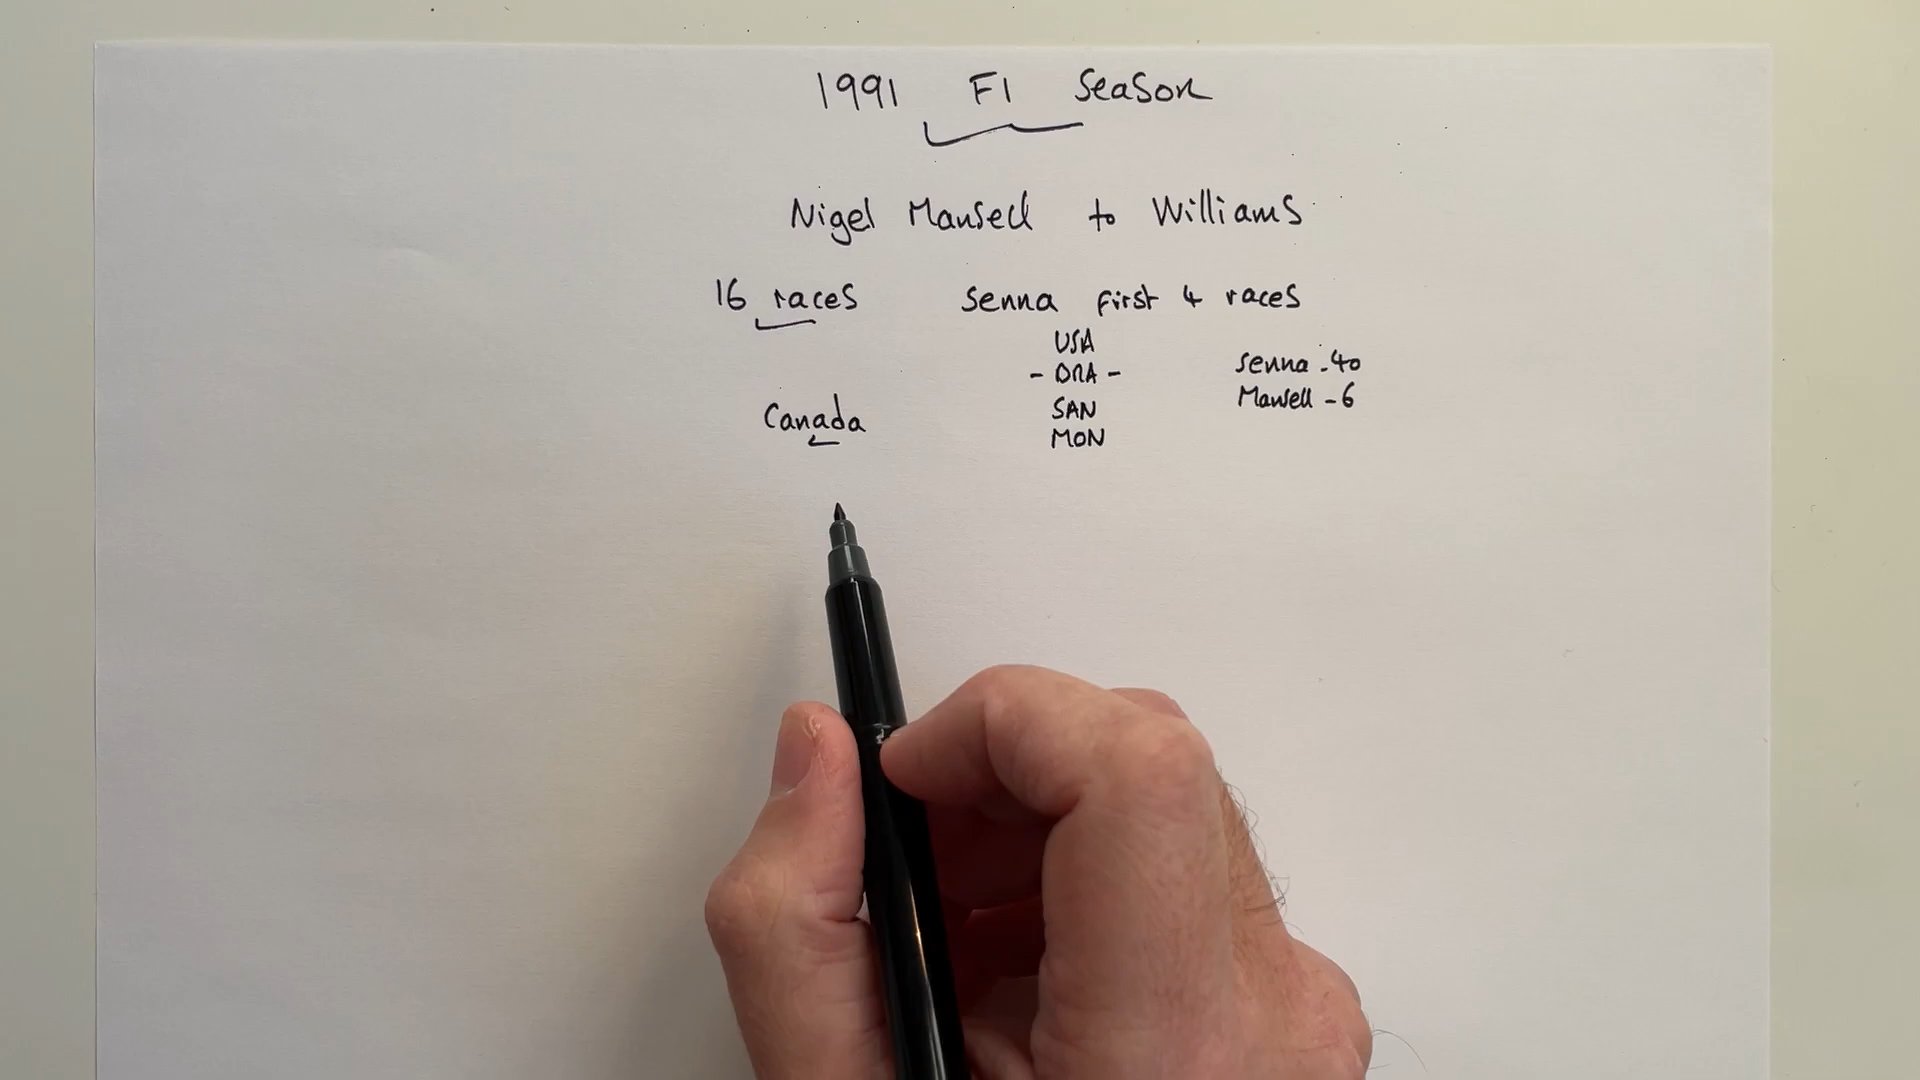 1991 F1 Season
Nigel Mansell to Williams
16 races
Senna first 4 races
USA
- BRA -
SAN
MON
Senna - 40
Mansell - 6
Canada